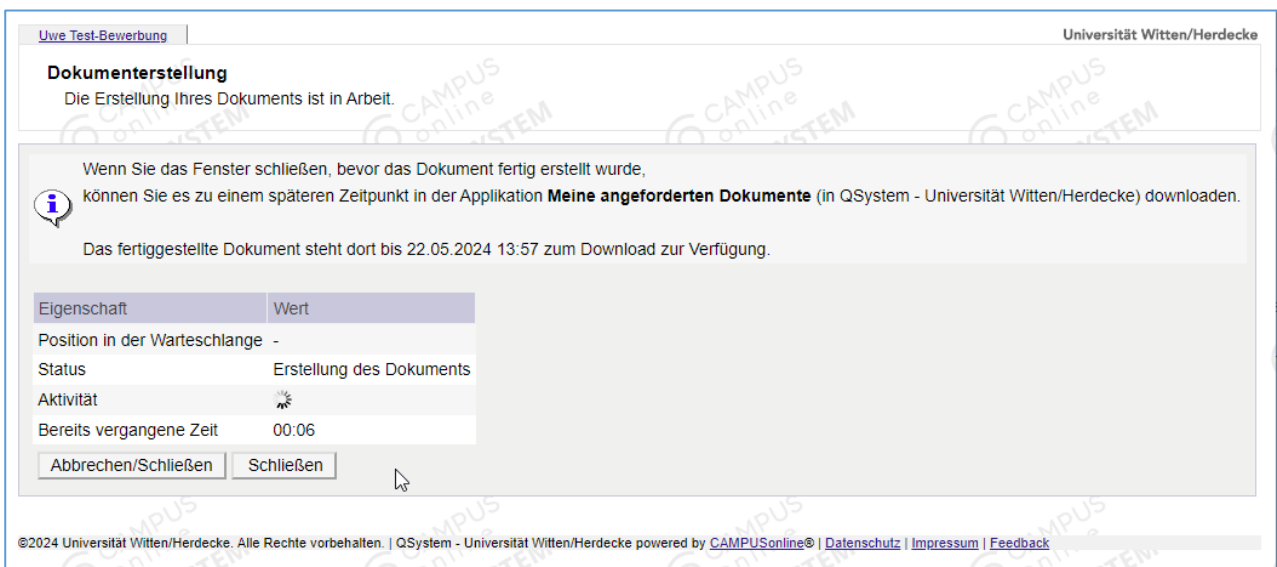 Uwe Test-Bewerbung
Universität Witten/Herdecke
Dokumenterstellung
Die Erstellung Ihres Dokuments ist in Arbeit.
Wenn Sie das Fenster schließen, bevor das Dokument fertig erstellt wurde,
können Sie es zu einem späteren Zeitpunkt in der Applikation Meine angeforderten Dokumente (in QSystem - Universität Witten/Herdecke) downloaden.
Das fertiggestellte Dokument steht dort bis 22.05.2024 13:57 zum Download zur Verfügung.
Eigenschaft Wert
Position in der Warteschlange -
Status Erstellung des Dokuments
Aktivität
Bereits vergangene Zeit 00:06
Abbrechen/Schließen Schließen
©2024 Universität Witten/Herdecke. Alle Rechte vorbehalten. | QSystem - Universität Witten/Herdecke powered by CAMPUSonline® | Datenschutz | Impressum | Feedback